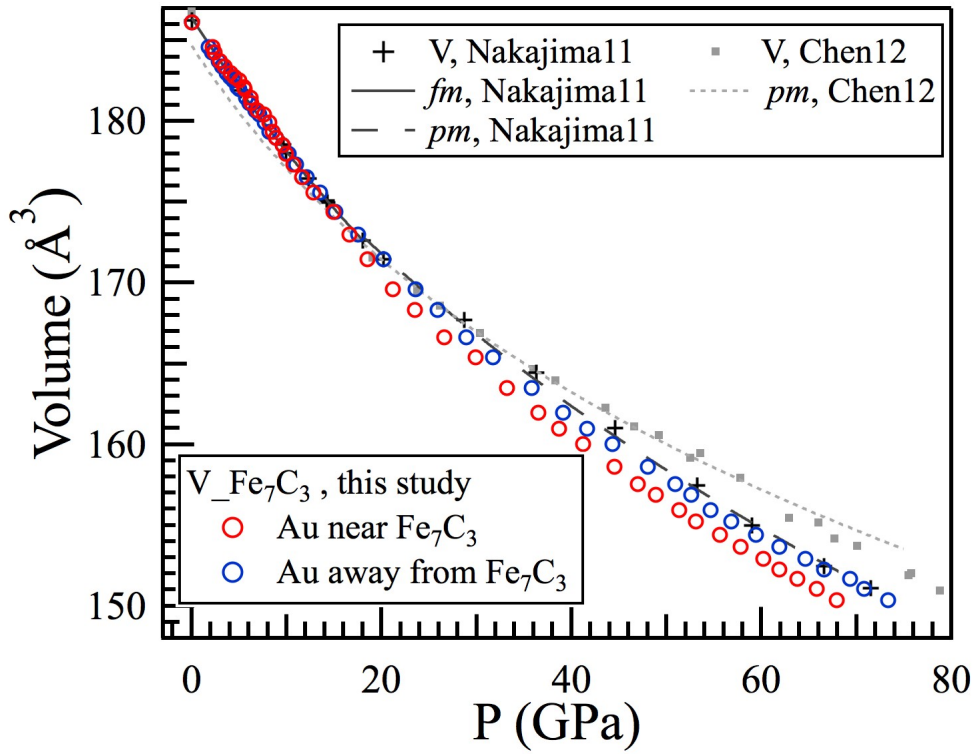 V, Nakajima11
V, Chen12
fm, Nakajima11
pm, Chen12
pm, Nakajima11
180
170
160
150
Volume (Å³)
V_Fe₇C₃ , this study
Au near Fe₇C₃
Au away from Fe₇C₃
0 20 40 60 80
P (GPa)